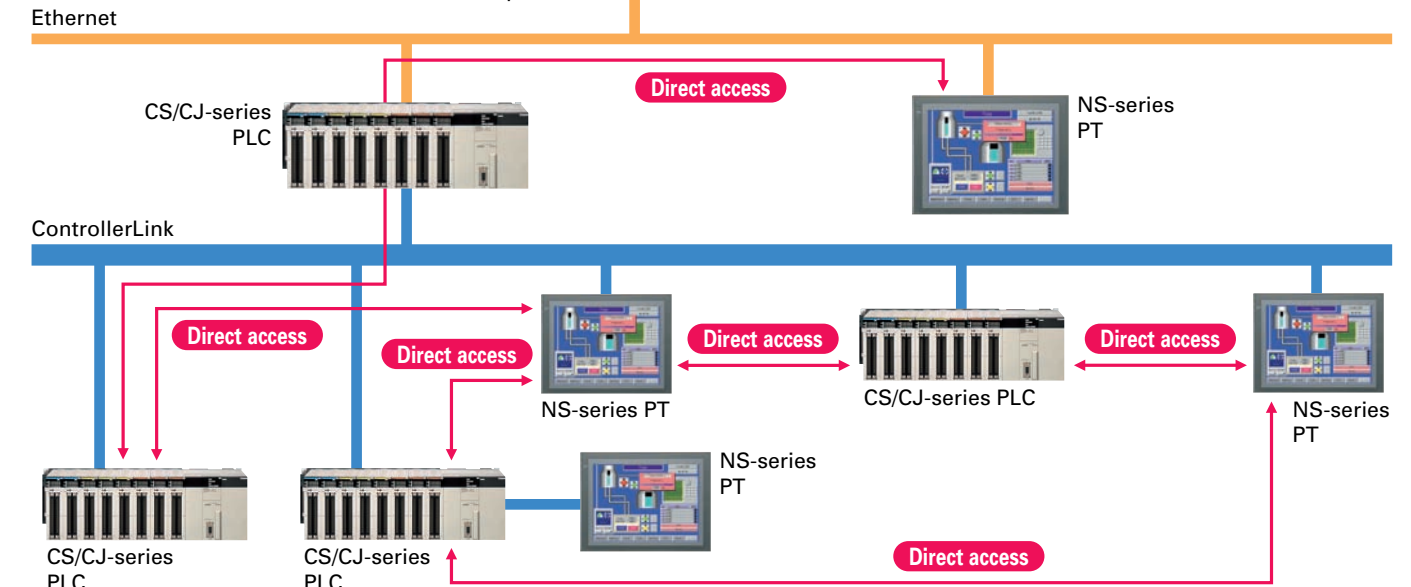 Ethernet
Direct access
CS/CJ-series
PLC
NS-series
PT
ControllerLink
Direct access
Direct access
Direct access
Direct access
NS-series PT
CS/CJ-series PLC
NS-series
PT
NS-series
PT
CS/CJ-series
PLC
CS/CJ-series
PLC
Direct access